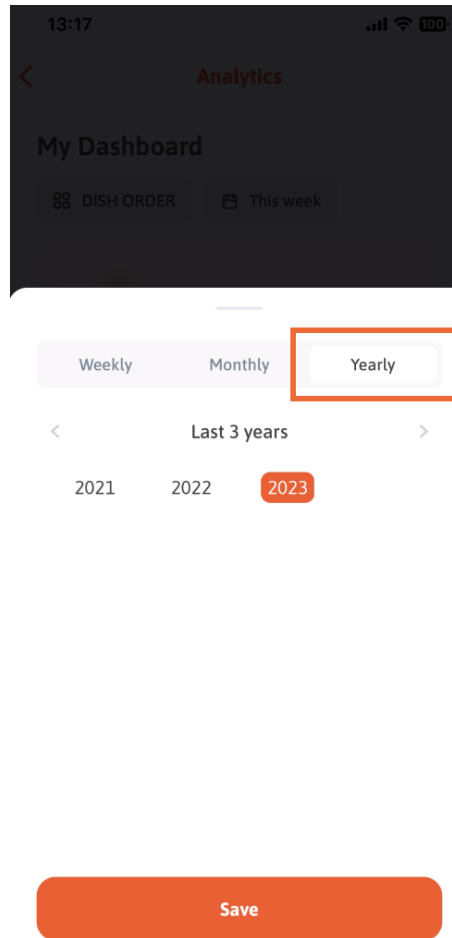 13:17 100
Analytics
My Dashboard
DISH ORDER This week
Weekly Monthly Yearly
Last 3 years
2021 2022 2023
Save